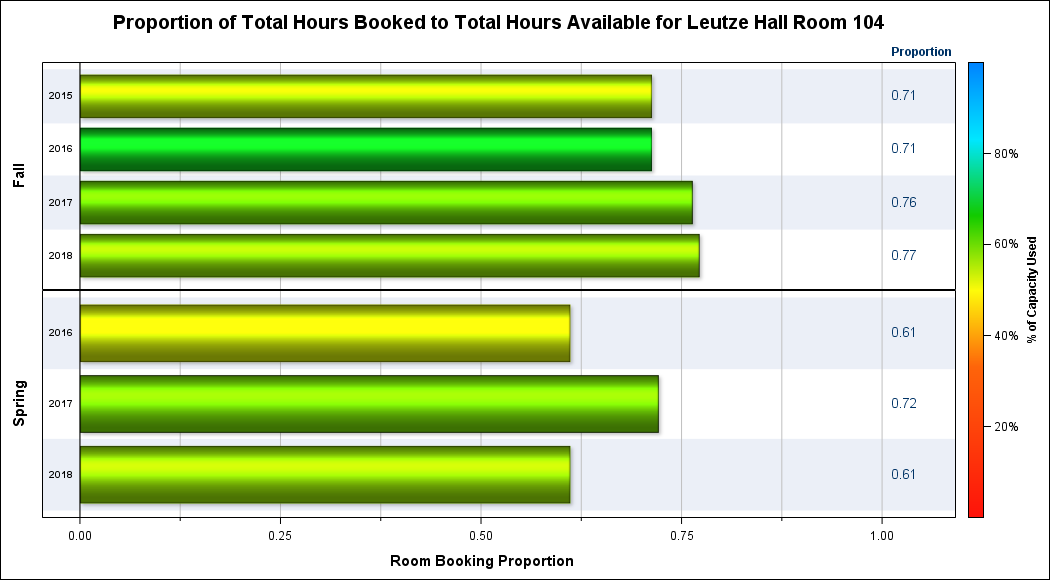 Proportion of Total Hours Booked to Total Hours Available for Leutze Hall Room 104
Proportion
Fall
2015 0.71
2016 0.71
2017 0.76
2018 0.77
Spring
2016 0.61
2017 0.72
2018 0.61
0.00 0.25 0.50 0.75 1.00
Room Booking Proportion
80%
60%
40%
20%
% of Capacity Used